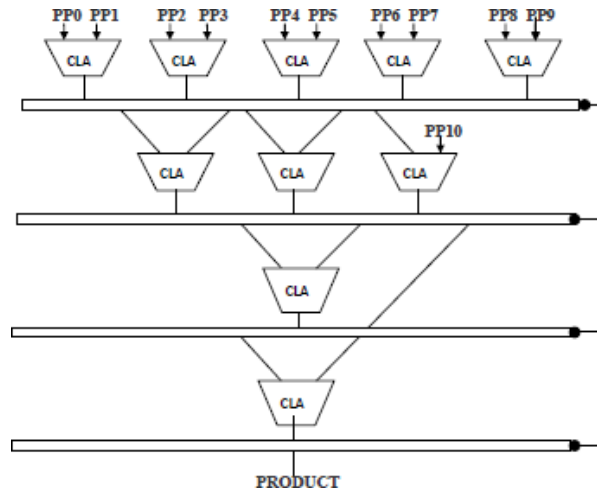 PP0 PP1 PP2 PP3 PP4 PP5 PP6 PP7 PP8 PP9
CLA CLA CLA CLA CLA
PP10
CLA CLA CLA
CLA
CLA
PRODUCT